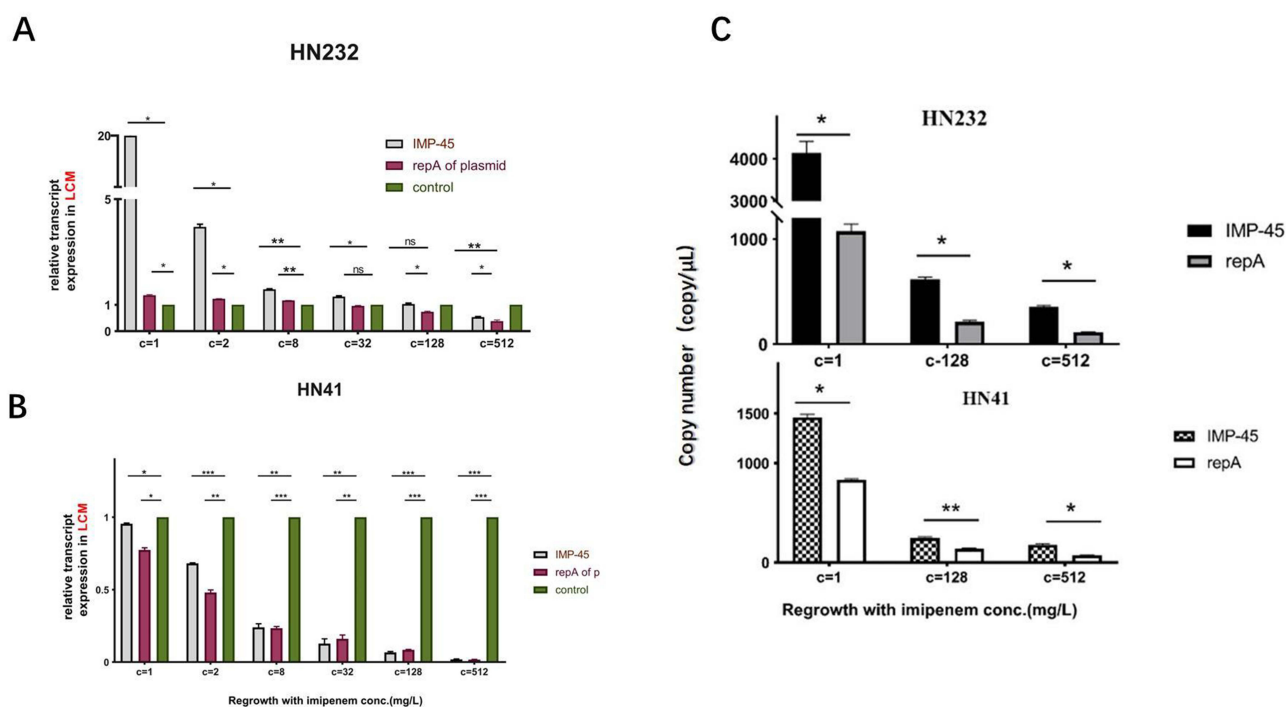 A
HN232
20
5
1
0
relative transcript
expression in LCM
*
*
*
*
**
**
*
ns
ns
*
**
*
IMP-45
repA of plasmid
control
c=1 c=2 c=8 c=32 c=128 c=512
B
HN41
1
0.5
0
relative transcript
expression in LCM
* *** ** ** *** ***
* ** *** ** *** ***
IMP-45
repA of p
control
c=1 c=2 c=8 c=32 c=128 c=512
Regrowth with imipenem conc.(mg/L)
C
HN232
4000
3000
1000
0
*
*
*
IMP-45
repA
c=1 c-128 c=512
Copy number (copy/μL)
HN41
1500
1000
0
*
**
*
IMP-45
repA
c=1 c=128 c=512
Regrowth with imipenem conc.(mg/L)